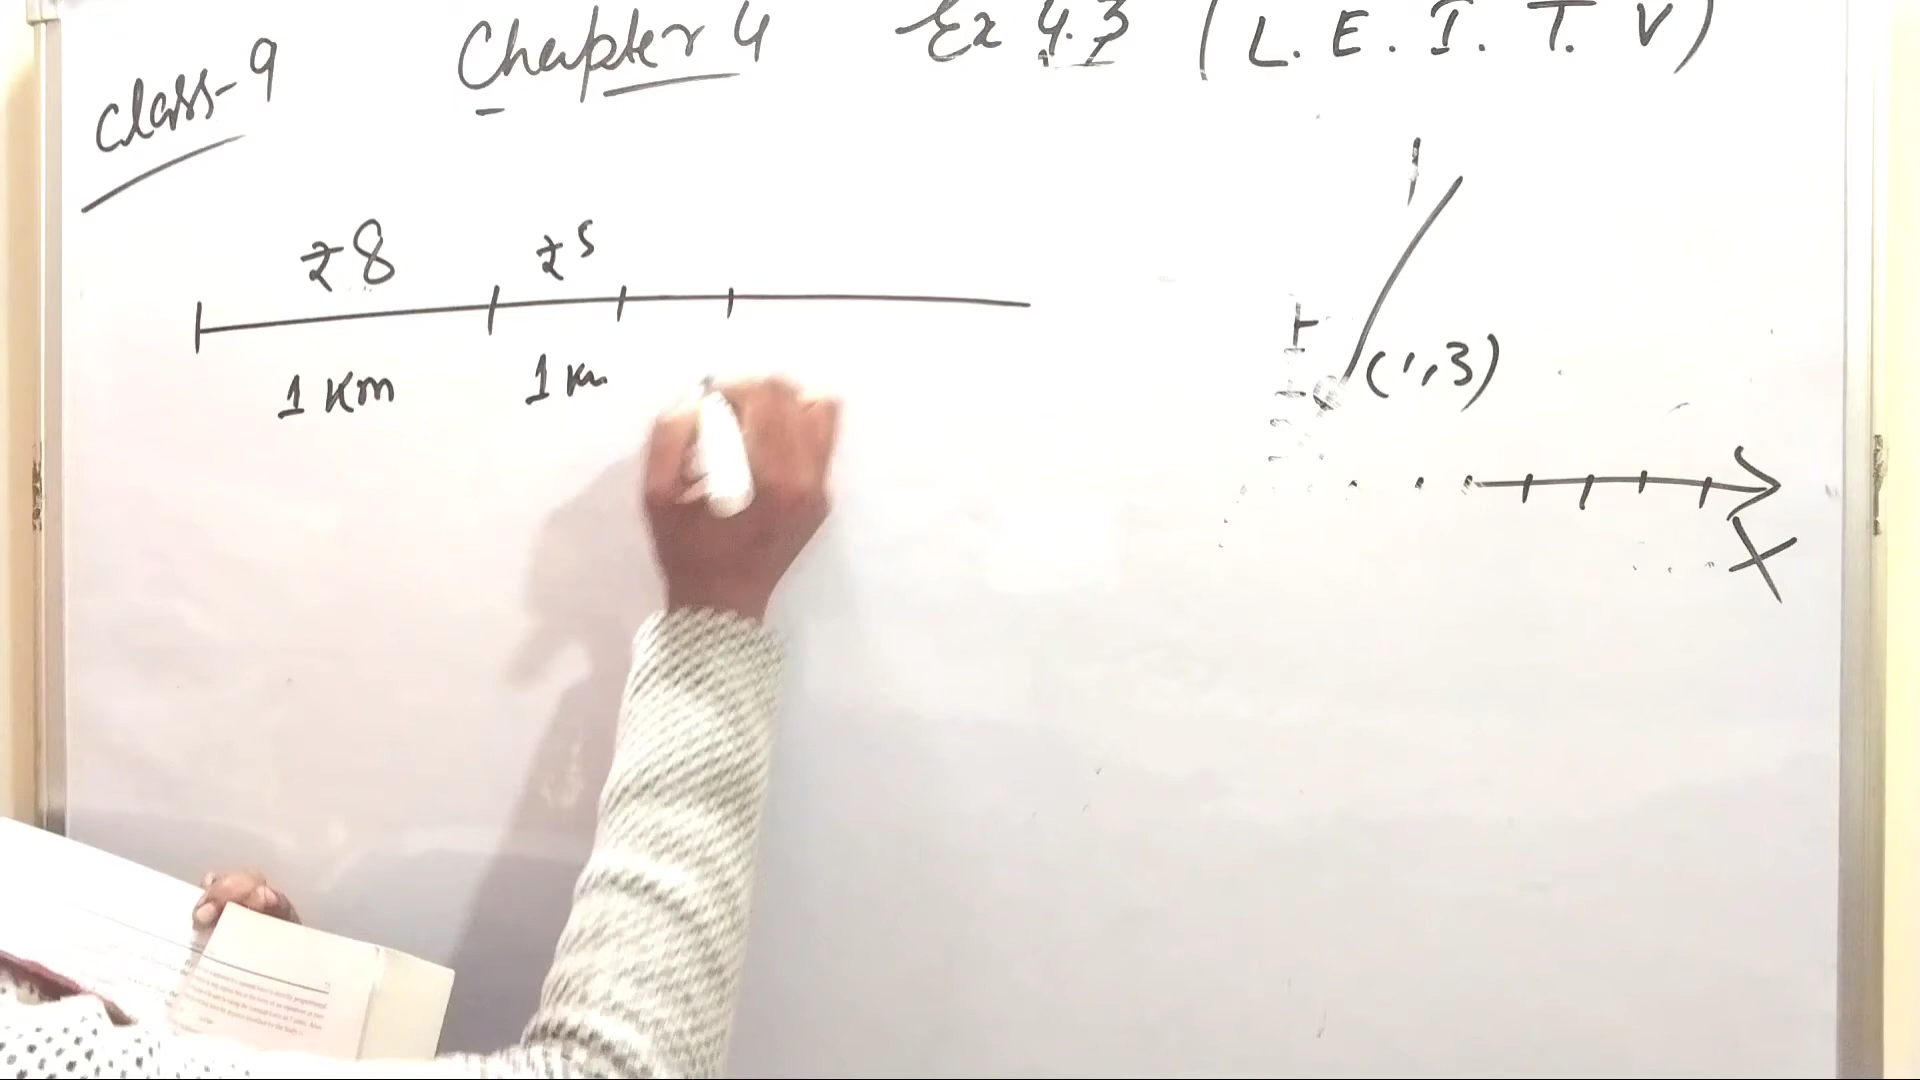 Class-9 Chapter 4 Ex 4.3 (L. E. I. T. V)
₹8 ₹5
1 Km 1 Km
(1,3)
X